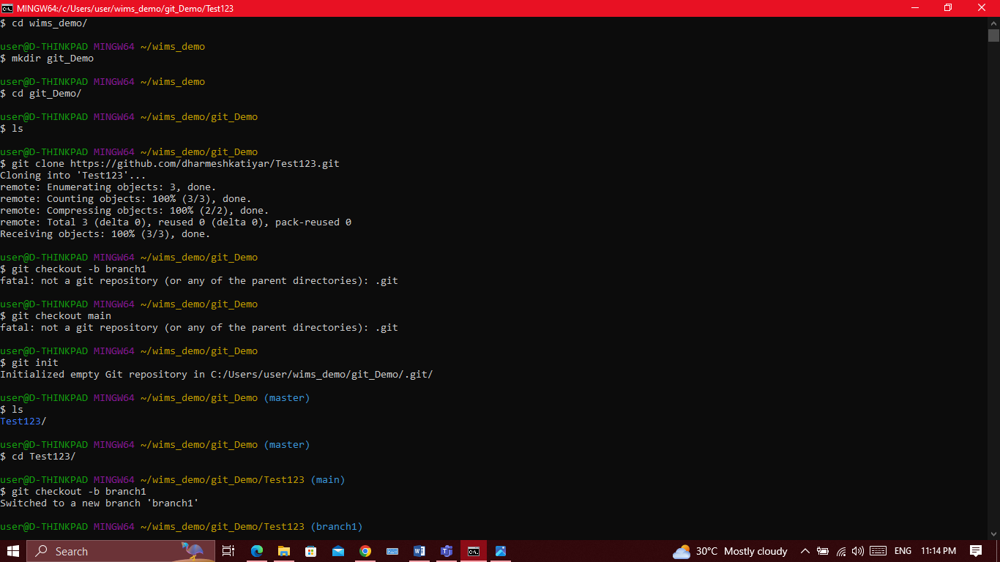 MINGW64:/c/Users/user/wims_demo/git_Demo/Test123
$ cd wims_demo/
user@D-THINKPAD MINGW64 ~/wims_demo
$ mkdir git_Demo
user@D-THINKPAD MINGW64 ~/wims_demo
$ cd git_Demo/
user@D-THINKPAD MINGW64 ~/wims_demo/git_Demo
$ ls
user@D-THINKPAD MINGW64 ~/wims_demo/git_Demo
$ git clone https://github.com/dharmeshkatiyar/Test123.git
Cloning into 'Test123'...
remote: Enumerating objects: 3, done.
remote: Counting objects: 100% (3/3), done.
remote: Compressing objects: 100% (2/2), done.
remote: Total 3 (delta 0), reused 0 (delta 0), pack-reused 0
Receiving objects: 100% (3/3), done.
user@D-THINKPAD MINGW64 ~/wims_demo/git_Demo
$ git checkout -b branch1
fatal: not a git repository (or any of the parent directories): .git
user@D-THINKPAD MINGW64 ~/wims_demo/git_Demo
$ git checkout main
fatal: not a git repository (or any of the parent directories): .git
user@D-THINKPAD MINGW64 ~/wims_demo/git_Demo
$ git init
Initialized empty Git repository in C:/Users/user/wims_demo/git_Demo/.git/
user@D-THINKPAD MINGW64 ~/wims_demo/git_Demo (master)
$ ls
Test123/
user@D-THINKPAD MINGW64 ~/wims_demo/git_Demo (master)
$ cd Test123/
user@D-THINKPAD MINGW64 ~/wims_demo/git_Demo/Test123 (main)
$ git checkout -b branch1
Switched to a new branch 'branch1'
user@D-THINKPAD MINGW64 ~/wims_demo/git_Demo/Test123 (branch1)
Search 30°C Mostly cloudy ENG 11:14 PM